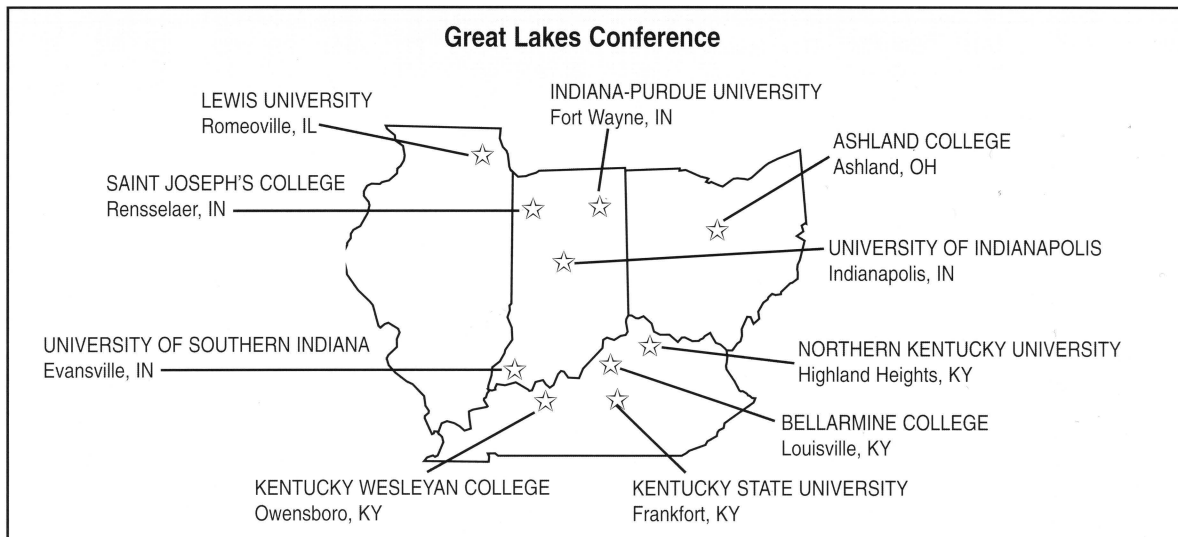 Great Lakes Conference
LEWIS UNIVERSITY
Romeoville, IL
INDIANA-PURDUE UNIVERSITY
Fort Wayne, IN
ASHLAND COLLEGE
Ashland, OH
SAINT JOSEPH'S COLLEGE
Rensselaer, IN
UNIVERSITY OF INDIANAPOLIS
Indianapolis, IN
UNIVERSITY OF SOUTHERN INDIANA
Evansville, IN
NORTHERN KENTUCKY UNIVERSITY
Highland Heights, KY
BELLARMINE COLLEGE
Louisville, KY
KENTUCKY WESLEYAN COLLEGE
Owensboro, KY
KENTUCKY STATE UNIVERSITY
Frankfort, KY